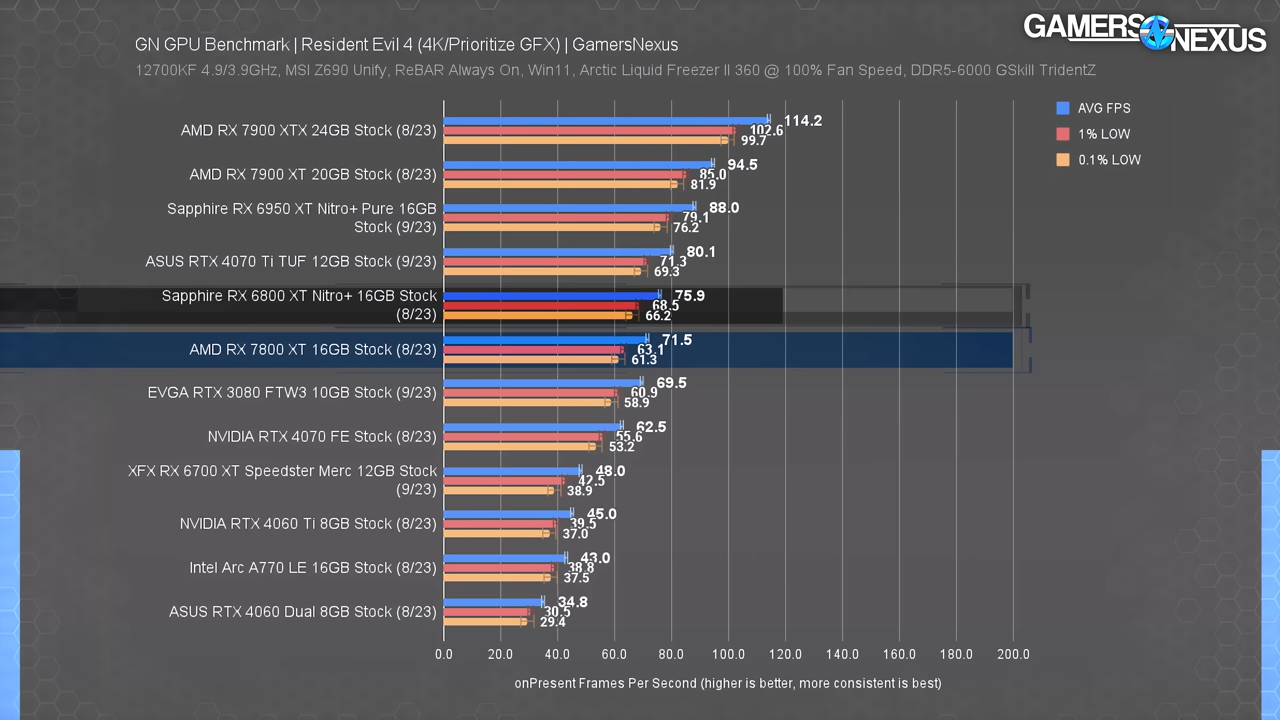 GAMERS NEXUS
GN GPU Benchmark | Resident Evil 4 (4K/Prioritize GFX) | GamersNexus
12700KF 4.9/3.9GHz, MSI Z690 Unify, ReBAR Always On, Win11, Arctic Liquid Freezer II 360 @ 100% Fan Speed, DDR5-6000 GSkill TridentZ
AVG FPS
1% LOW
0.1% LOW
AMD RX 7900 XTX 24GB Stock (8/23)
114.2
102.6
99.7
AMD RX 7900 XT 20GB Stock (8/23)
94.5
85.0
81.9
Sapphire RX 6950 XT Nitro+ Pure 16GB
Stock (9/23)
88.0
79.1
76.2
ASUS RTX 4070 Ti TUF 12GB Stock (9/23)
80.1
71.3
69.3
Sapphire RX 6800 XT Nitro+ 16GB Stock
(8/23)
75.9
68.5
66.2
AMD RX 7800 XT 16GB Stock (8/23)
71.5
63.1
61.3
EVGA RTX 3080 FTW3 10GB Stock (9/23)
69.5
60.9
58.9
NVIDIA RTX 4070 FE Stock (8/23)
62.5
55.6
53.2
XFX RX 6700 XT Speedster Merc 12GB Stock
(9/23)
48.0
42.5
38.9
NVIDIA RTX 4060 Ti 8GB Stock (8/23)
45.0
39.5
37.0
Intel Arc A770 LE 16GB Stock (8/23)
43.0
38.8
37.5
ASUS RTX 4060 Dual 8GB Stock (8/23)
34.8
30.5
29.4
0.0 20.0 40.0 60.0 80.0 100.0 120.0 140.0 160.0 180.0 200.0
onPresent Frames Per Second (higher is better, more consistent is best)